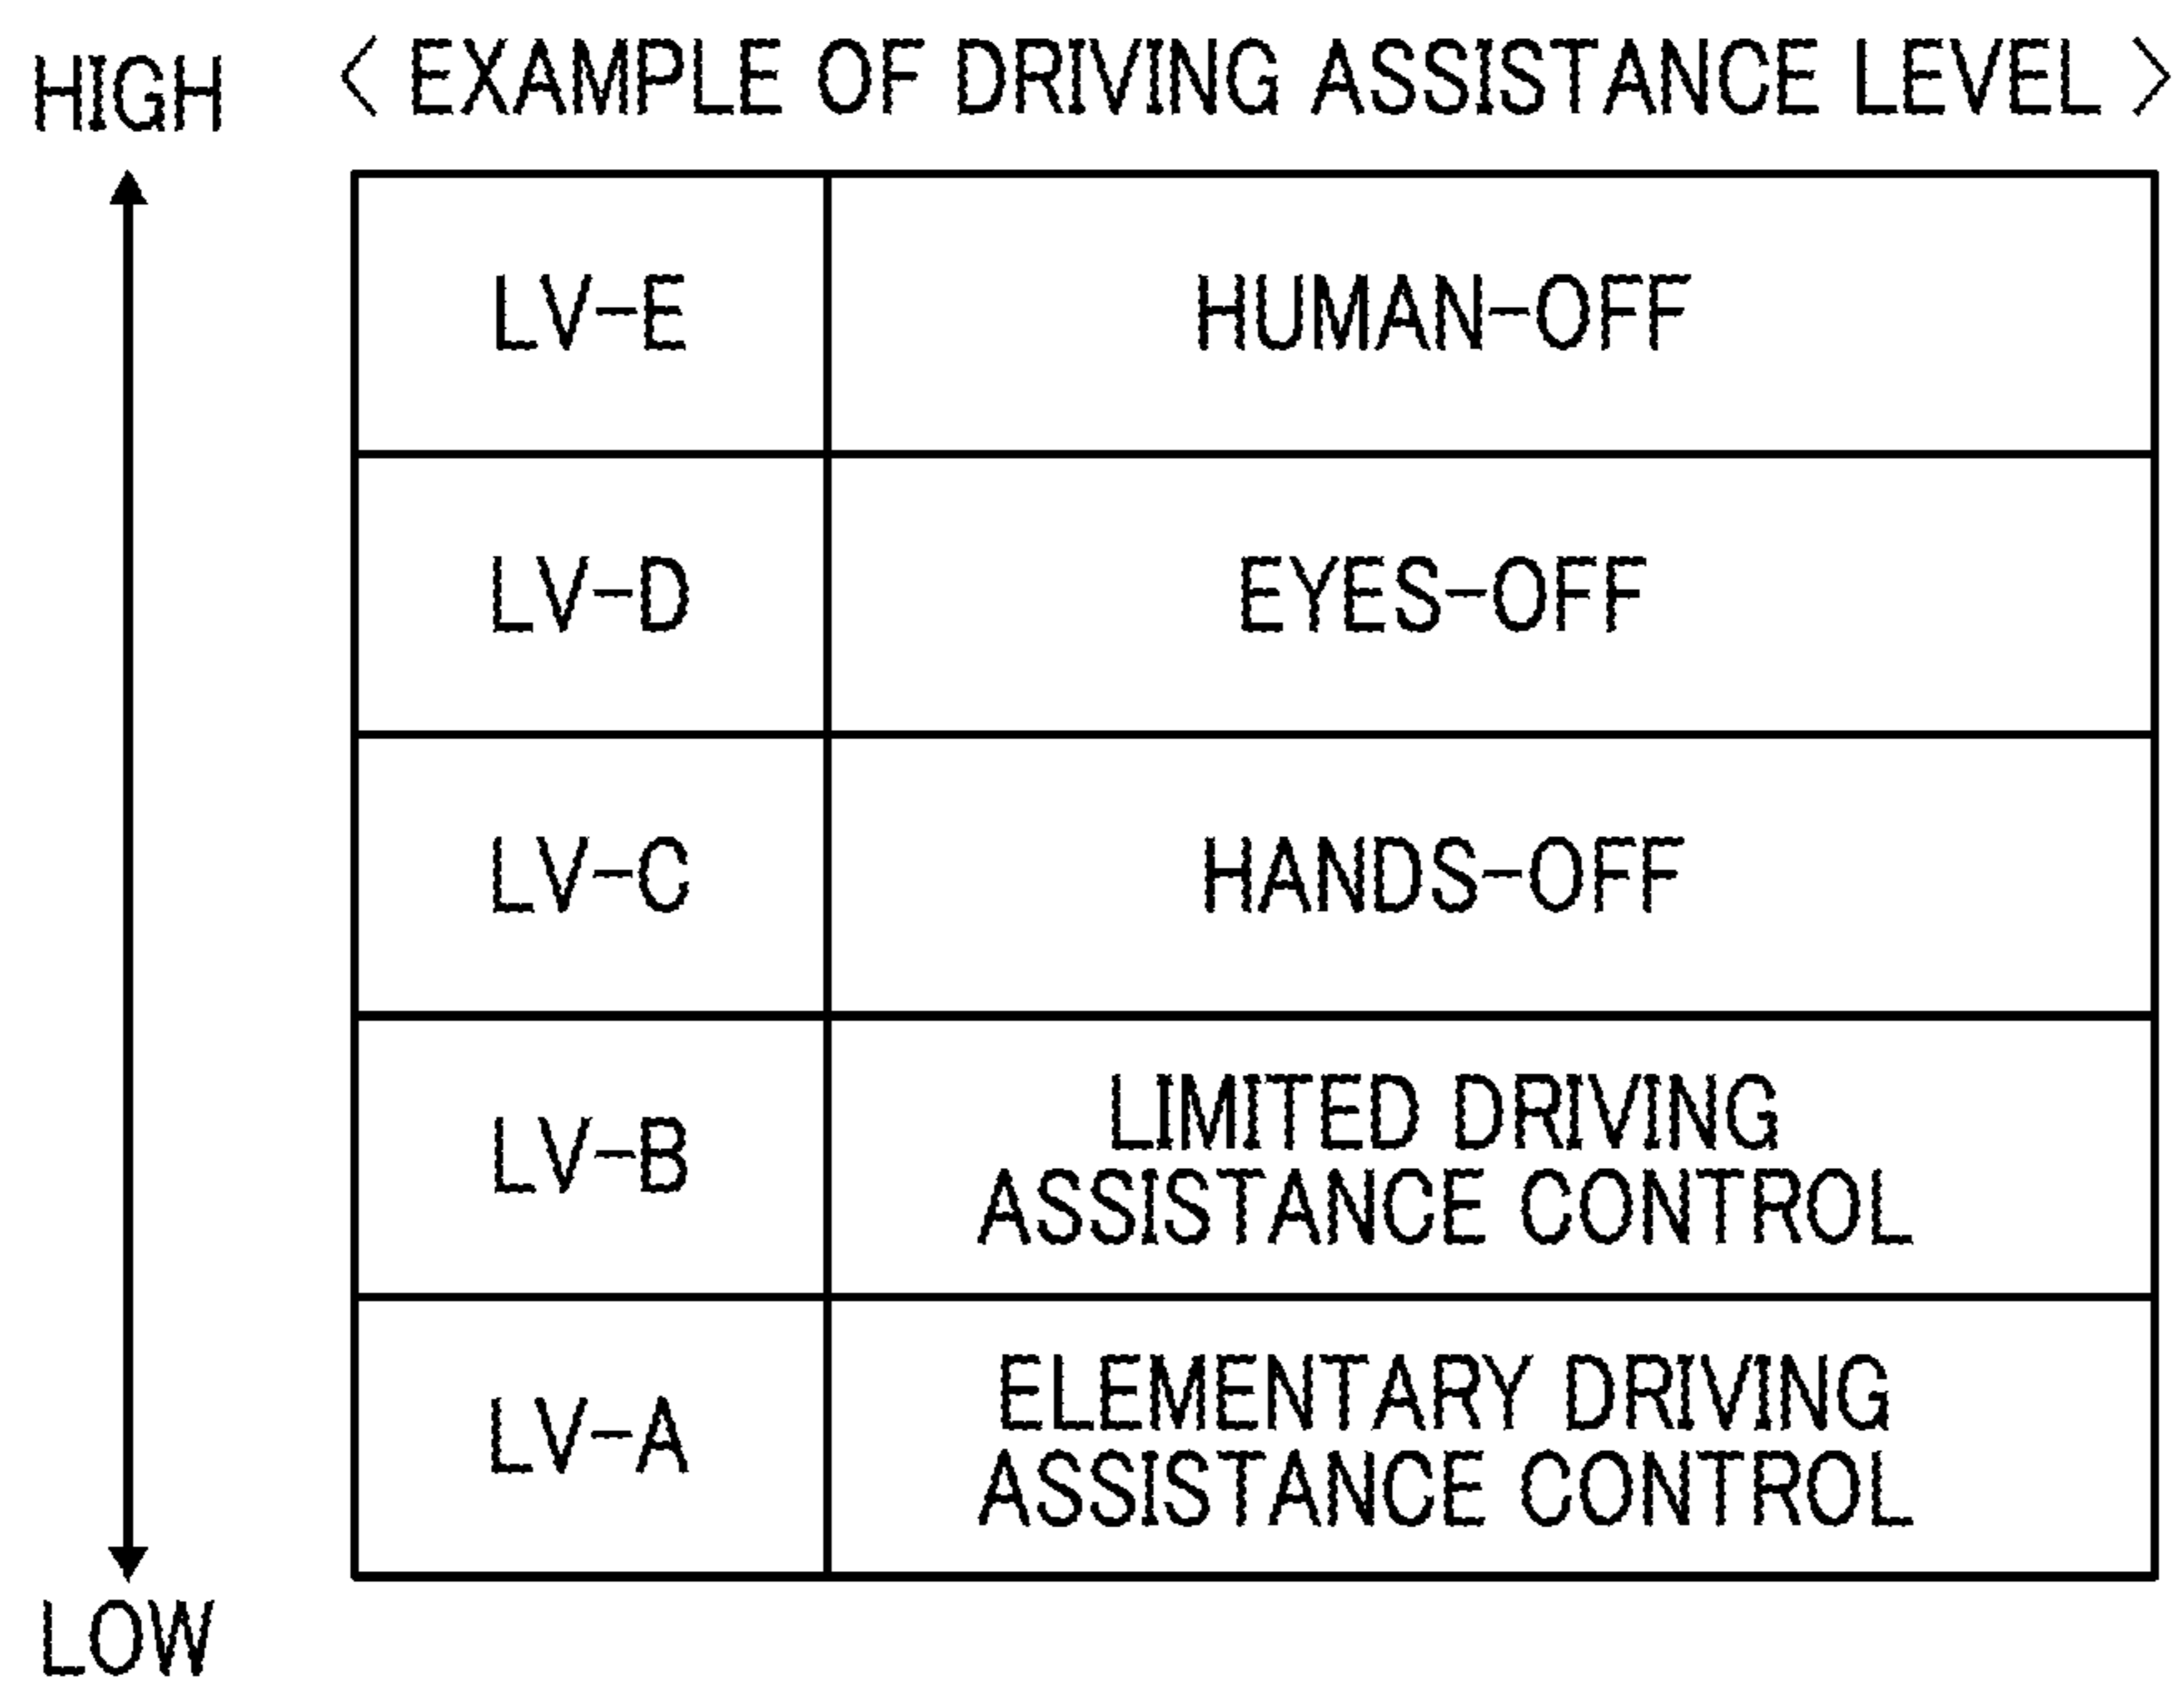 HIGH
< EXAMPLE OF DRIVING ASSISTANCE LEVEL >
LV-E
HUMAN-OFF
LV-D
EYES-OFF
LV-C
HANDS-OFF
LV-B
LIMITED DRIVING
ASSISTANCE CONTROL
LV-A
ELEMENTARY DRIVING
ASSISTANCE CONTROL
LOW